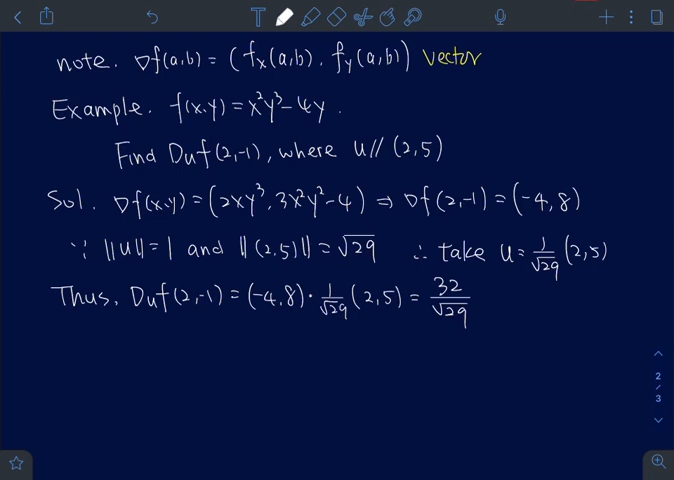 note. ∇f(a,b) = (fx(a,b), fy(a,b)) vector
Example. f(x,y) = x²y³ - 4y.
Find Duf(2,-1), where u // (2,5)
Sol. ∇f(x,y) = (2xy³, 3x²y² - 4) ⇒ ∇f(2,-1) = (-4,8)
∵ ||u|| = 1 and ||(2,5)|| = √29 ∴ take u = 1/√29 (2,5)
Thus. Duf(2,-1) = (-4,8) · 1/√29 (2,5) = 32/√29
2
/
3